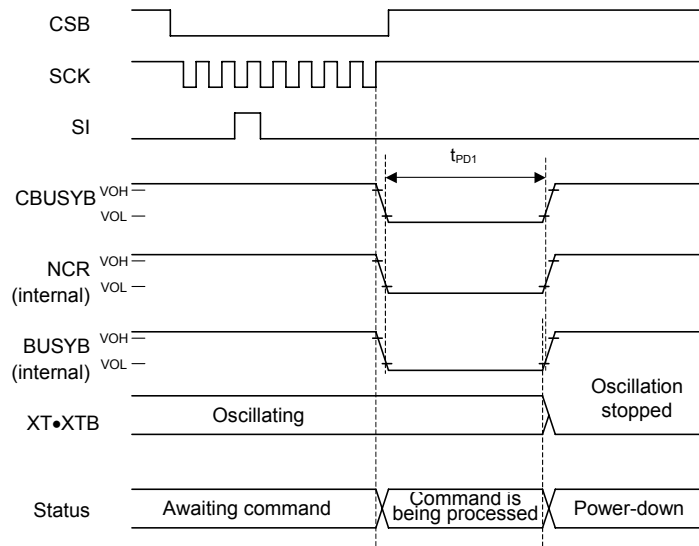 CSB
SCK
SI
t_PD1
CBUSYB
VOH
VOL
NCR
(internal)
VOH
VOL
BUSYB
(internal)
VOH
VOL
XT•XTB
Oscillating
Oscillation
stopped
Status
Awaiting command
Command is
being processed
Power-down